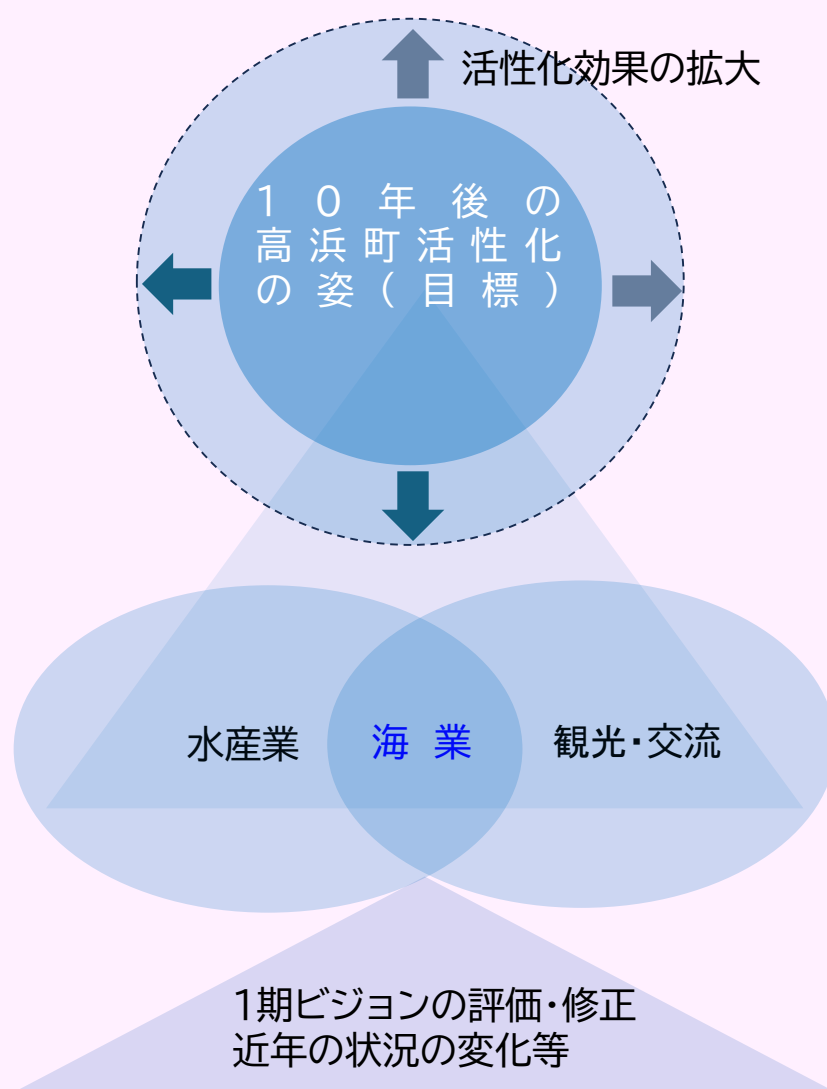 活性化効果の拡大
10年後の
高浜町活性化
の姿(目標)
水産業
海業
観光・交流
1期ビジョンの評価・修正
近年の状況の変化等